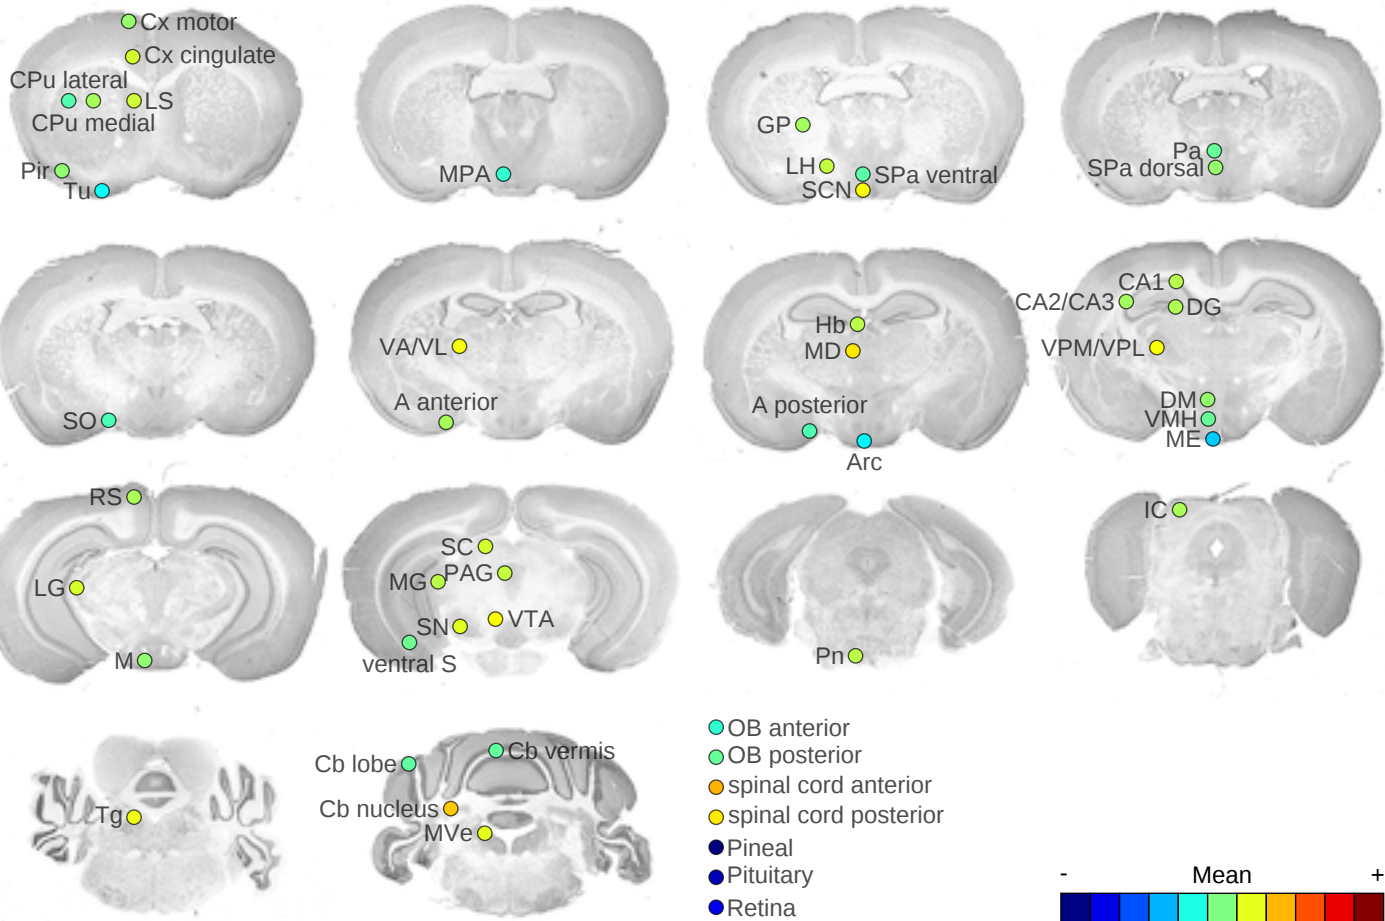 Cx motor
Cx cingulate
CPu lateral
LS
CPu medial
Pir
Tu
MPA
GP
LH
SPa ventral
SCN
Pa
SPa dorsal
SO
VA/VL
A anterior
Hb
MD
A posterior
Arc
CA1
CA2/CA3
DG
VPM/VPL
DM
VMH
ME
RS
LG
M
SC
PAG
MG
VTA
SN
ventral S
Pn
IC
Tg
Cb vermis
Cb lobe
Cb nucleus
MVe
OB anterior
OB posterior
spinal cord anterior
spinal cord posterior
Pineal
Pituitary
Retina
- Mean +